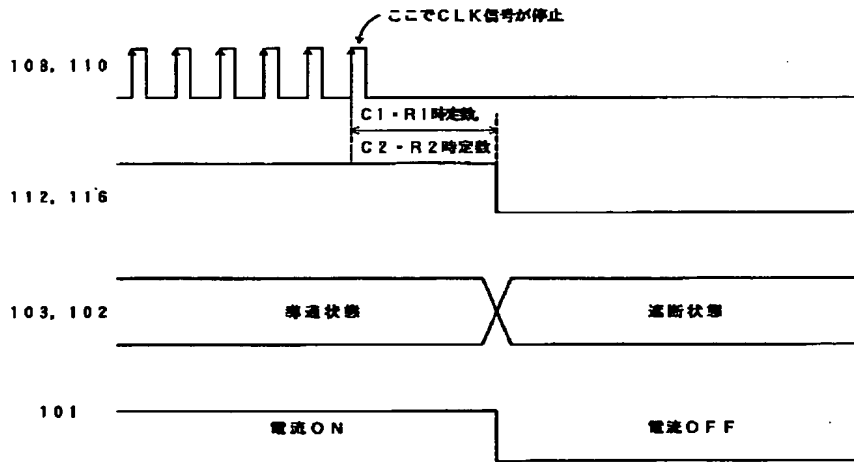 ここでCLK信号が停止
108, 110
C1・R1時定数,
C2・R2時定数
112, 116
103, 102
導通状態
遮断状態
101
電流ON
電流OFF